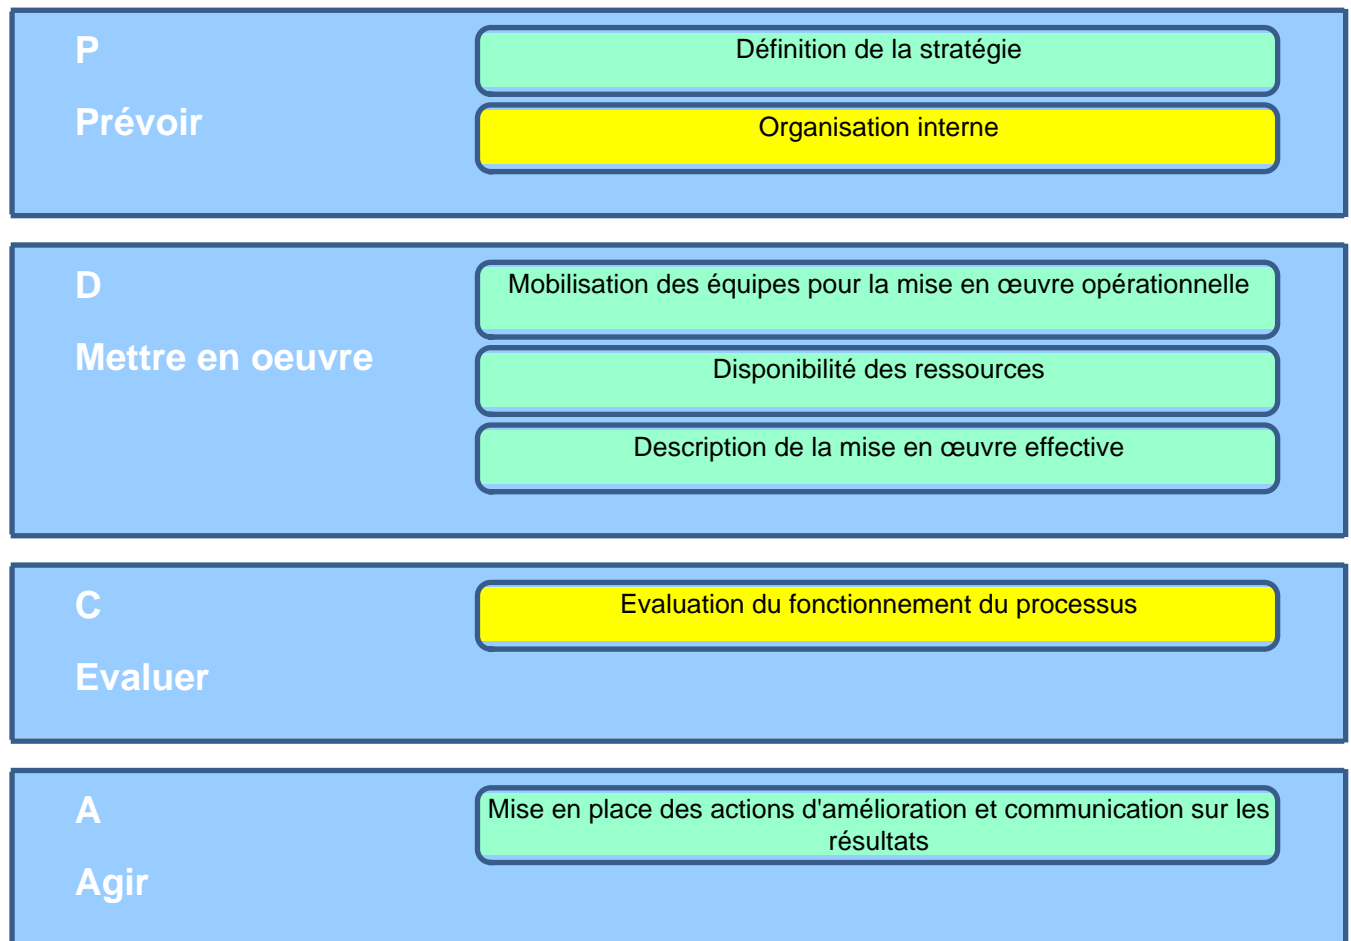 P
Prévoir
Définition de la stratégie
Organisation interne
D
Mettre en oeuvre
Mobilisation des équipes pour la mise en œuvre opérationnelle
Disponibilité des ressources
Description de la mise en œuvre effective
C
Evaluer
Evaluation du fonctionnement du processus
A
Agir
Mise en place des actions d'amélioration et communication sur les
résultats